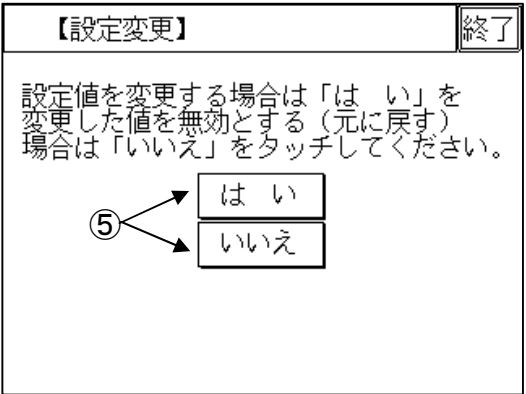 【設定変更】
終了
設定値を変更する場合は「は　い」を
変更した値を無効とする（元に戻す）
場合は「いいえ」をタッチしてください。
は　い
⑤
いいえ